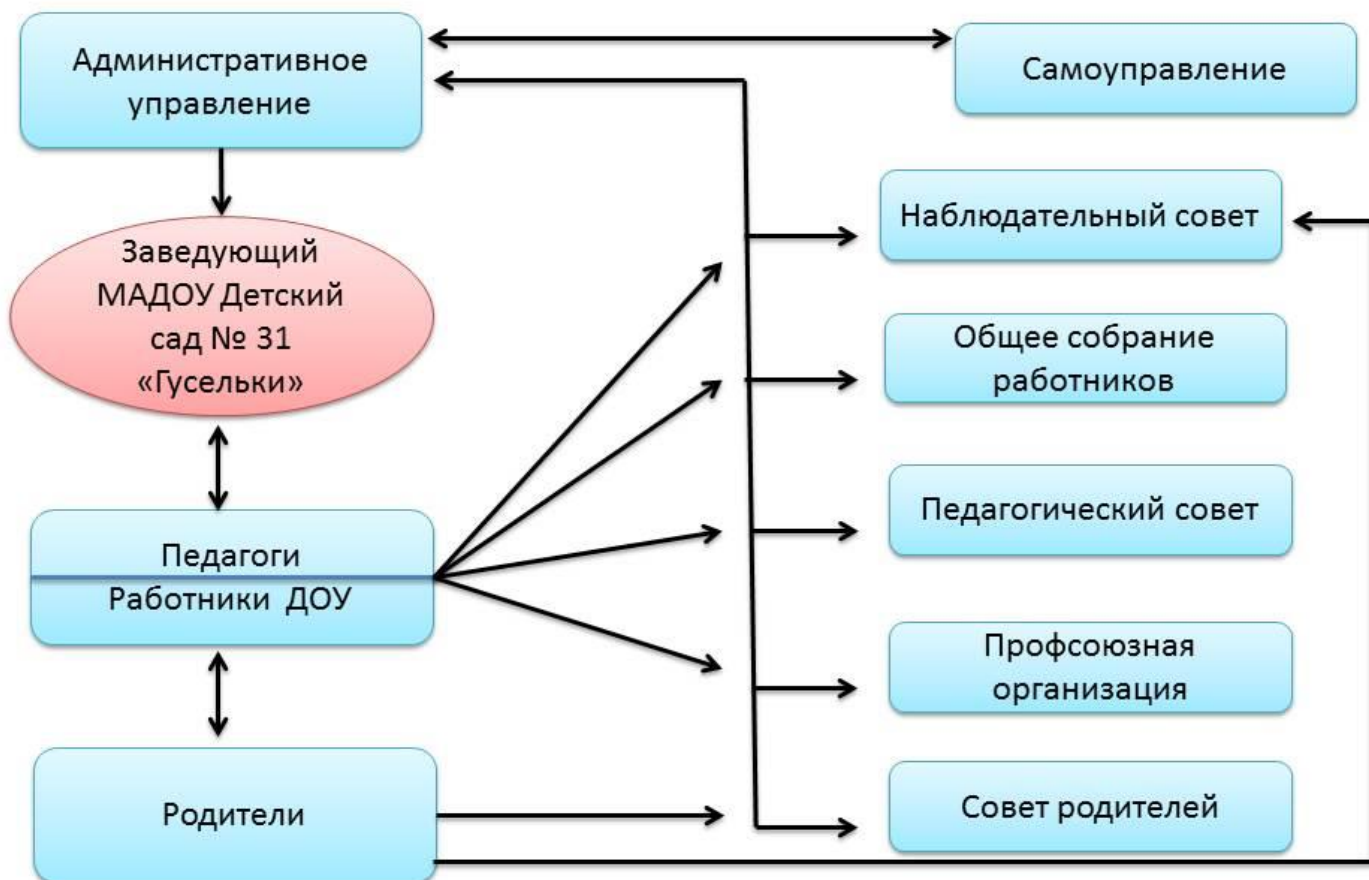 Административное
управление
Самоуправление
Заведующий
МАДОУ Детский
сад № 31
«Гусельки»
Наблюдательный совет
Общее собрание
работников
Педагоги
Работники ДОУ
Педагогический совет
Профсоюзная
организация
Родители
Совет родителей